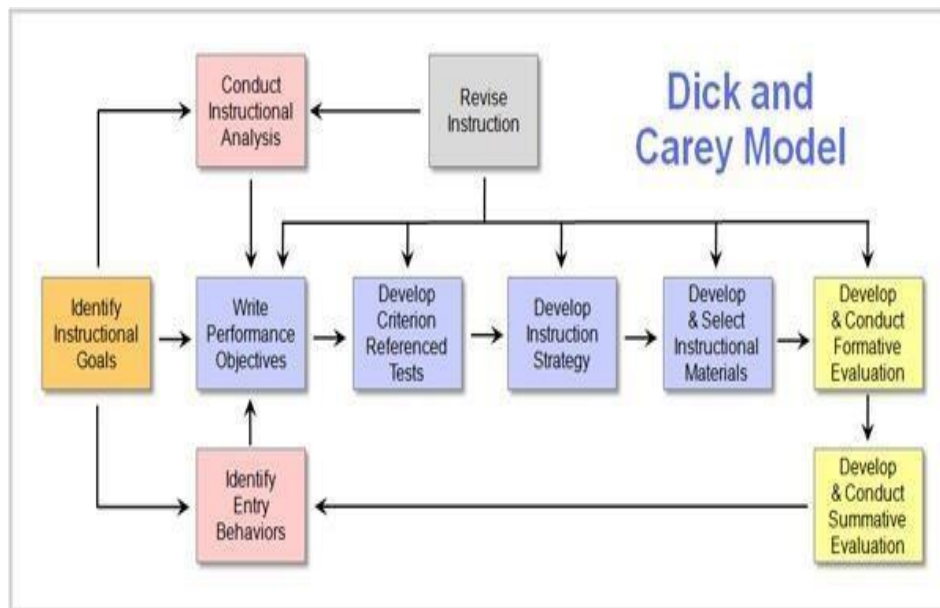 Conduct
Instructional
Analysis
Revise
Instruction
Dick and
Carey Model
Identify
Instructional
Goals
Write
Performance
Objectives
Develop
Criterion
Referenced
Tests
Develop
Instruction
Strategy
Develop
& Select
Instructional
Materials
Develop
& Conduct
Formative
Evaluation
Identify
Entry
Behaviors
Develop
& Conduct
Summative
Evaluation